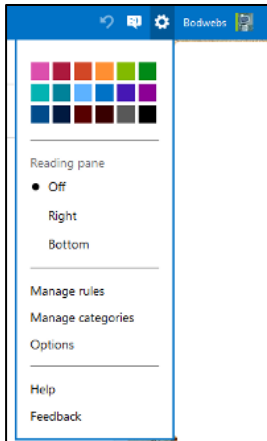 Bodwebs
Reading pane
Off
Right
Bottom
Manage rules
Manage categories
Options
Help
Feedback